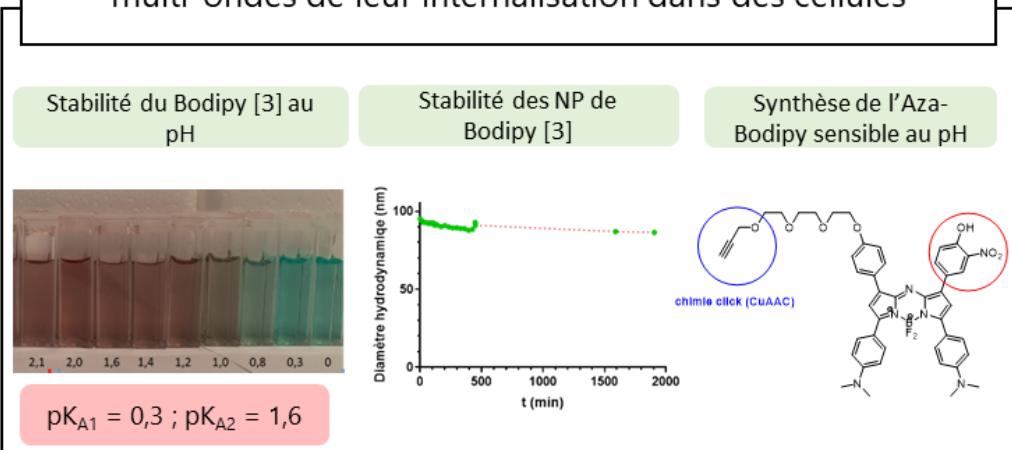 multi-ondes de leur internalisation dans des cellules
Stabilité du Bodipy [3] au
pH
Stabilité des NP de
Bodipy [3]
Synthèse de l'Aza-
Bodipy sensible au pH
2,1 2,0 1,6 1,4 1,2 1,0 0,8 0,3 0
pKA1 = 0,3 ; pKA2 = 1,6
Diamètre hydrodynamiqe (nm)
100
50
0
0 500 1000 1500 2000
t (min)
O
O
O
O
OH
NO2
chimie click (CuAAC)
N
N
B
N
F2
N
N